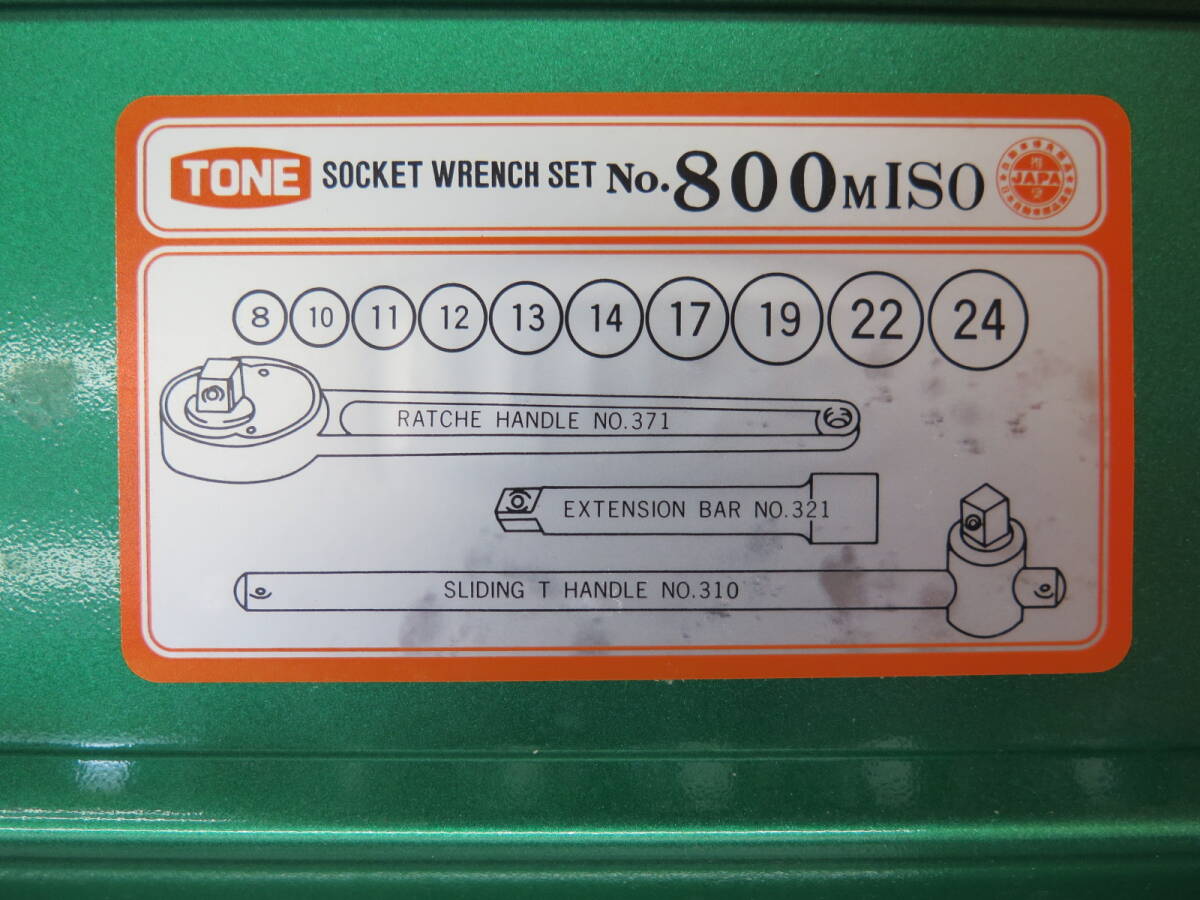 TONE SOCKET WRENCH SET No. 800MISO JAPA
8 10 11 12 13 14 17 19 22 24
RATCHE HANDLE NO.371
EXTENSION BAR NO.321
SLIDING T HANDLE NO.310